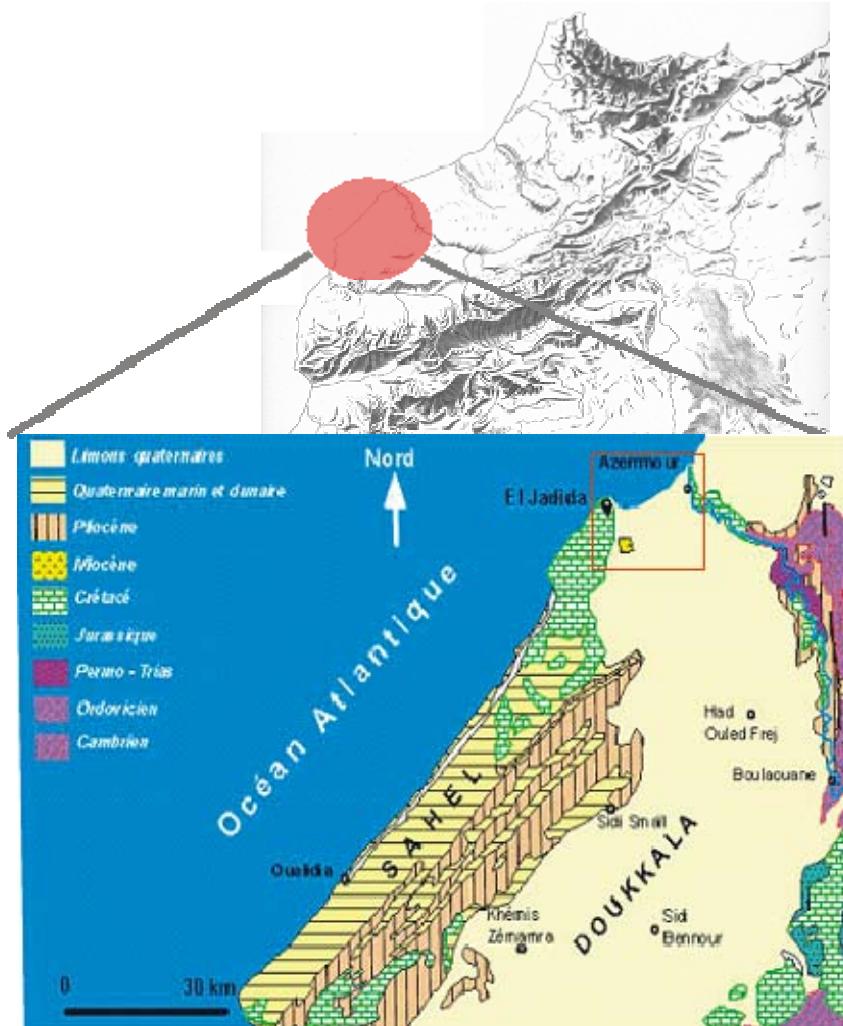 Limons quaternaires
Quaternaire marin et dunaire
Pliocène
Miocène
Crétacé
Jurassique
Permo - Trias
Ordovicien
Cambrien
Nord
Azemmour
El Jadida
Océan Atlantique
Had
Ouled Frej
Boulaouane
SAHEL
Sidi Smail
Oualidia
DOUKKALA
Khémis
Zémamra
Sidi
Bennour
0
30 km